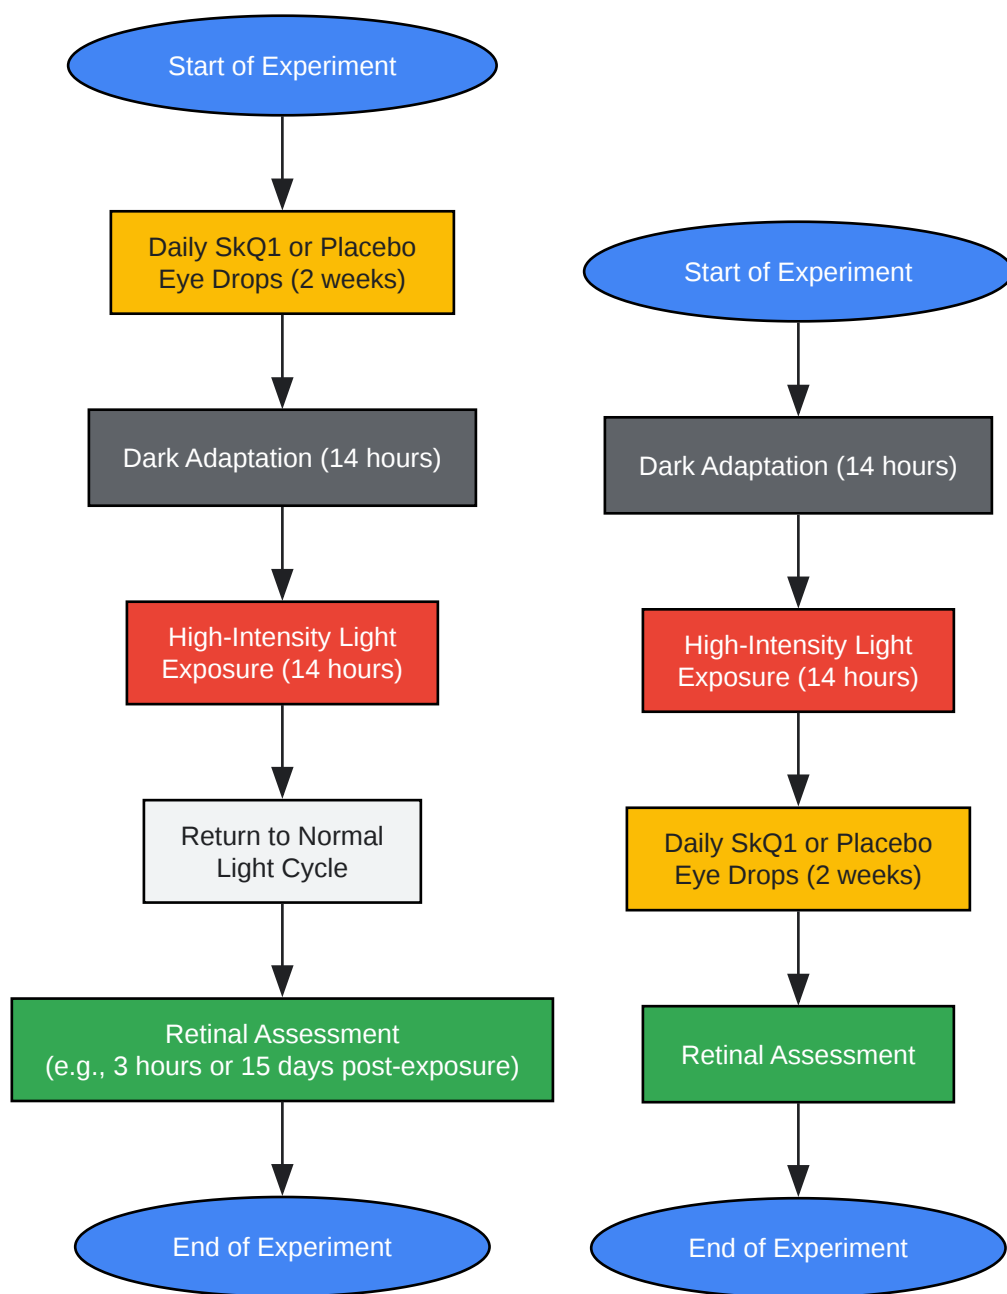 Start of Experiment
Daily SkQ1 or Placebo
Eye Drops (2 weeks)
Dark Adaptation (14 hours)
High-Intensity Light
Exposure (14 hours)
Return to Normal
Light Cycle
Retinal Assessment
(e.g., 3 hours or 15 days post-exposure)
End of Experiment
Start of Experiment
Dark Adaptation (14 hours)
High-Intensity Light
Exposure (14 hours)
Daily SkQ1 or Placebo
Eye Drops (2 weeks)
Retinal Assessment
End of Experiment